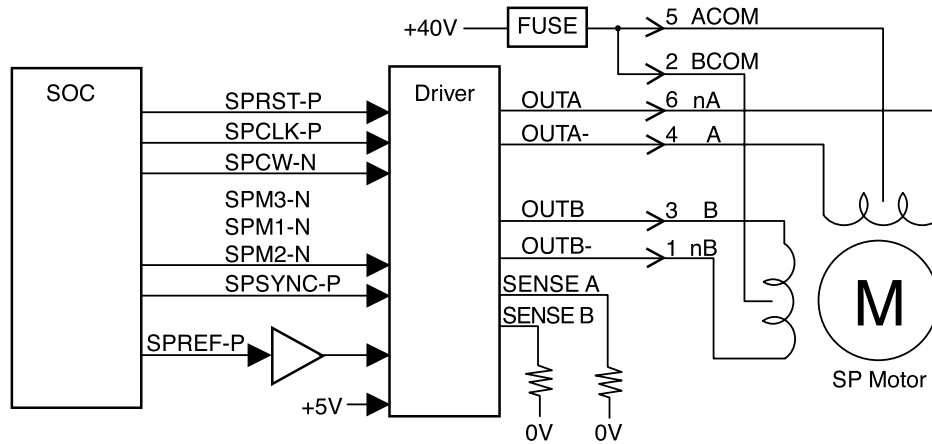 +40V
FUSE
5 ACOM
2 BCOM
SOC
Driver
SPRST-P
SPCLK-P
SPCW-N
SPM3-N
SPM1-N
SPM2-N
SPSYNC-P
SPREF-P
+5V
OUTA
6 nA
OUTA-
4 A
OUTB
3 B
OUTB-
1 nB
SENSE A
SENSE B
0V
0V
M
SP Motor